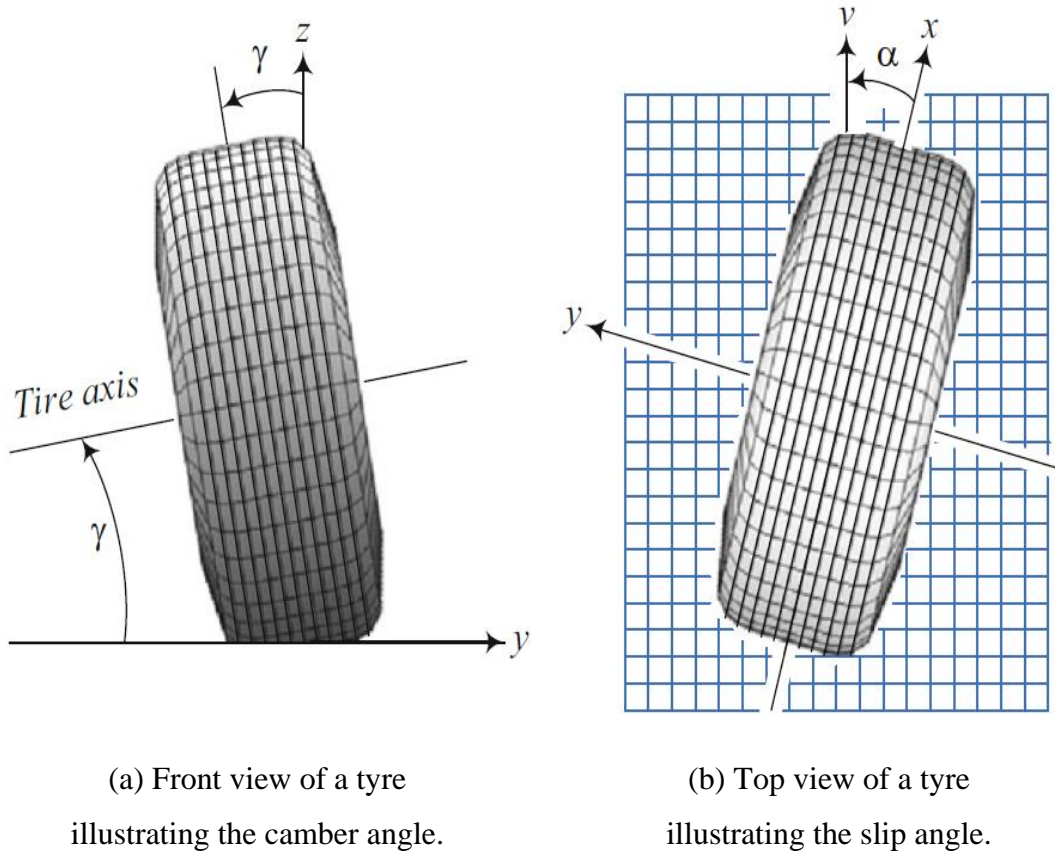 γ
z
Tire axis
γ
y
v
α
x
y
(a) Front view of a tyre
illustrating the camber angle.
(b) Top view of a tyre
illustrating the slip angle.